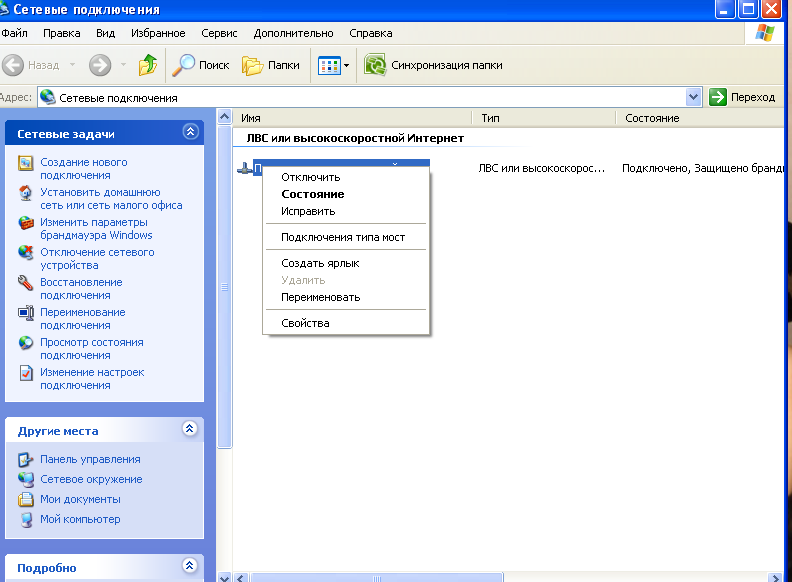 Сетевые подключения
Файл Правка Вид Избранное Сервис Дополнительно Справка
Назад Поиск Папки Синхронизация папки
Адрес: Сетевые подключения Переход
Сетевые задачи
Создание нового
подключения
Установить домашнюю
сеть или сеть малого офиса
Изменить параметры
брандмауэра Windows
Отключение сетевого
устройства
Восстановление
подключения
Переименование
подключения
Просмотр состояния
подключения
Изменение настроек
подключения
Другие места
Панель управления
Сетевое окружение
Мои документы
Мой компьютер
Подробно
Имя Тип Состояние
ЛВС или высокоскоростной Интернет
ЛВС или высокоскорос... Подключено, Защищено бранд
Отключить
Состояние
Исправить
Подключения типа мост
Создать ярлык
Удалить
Переименовать
Свойства